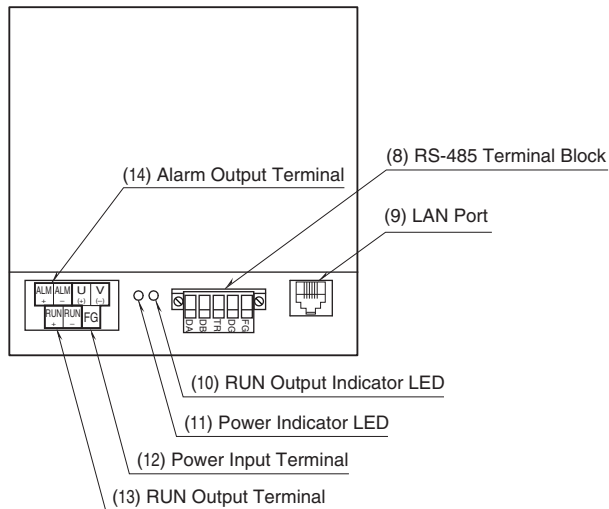 (14) Alarm Output Terminal
(8) RS-485 Terminal Block
(9) LAN Port
ALM + ALM – U (+) V (–)
RUN + RUN – FG
DA DB TR DG FG
(10) RUN Output Indicator LED
(11) Power Indicator LED
(12) Power Input Terminal
(13) RUN Output Terminal